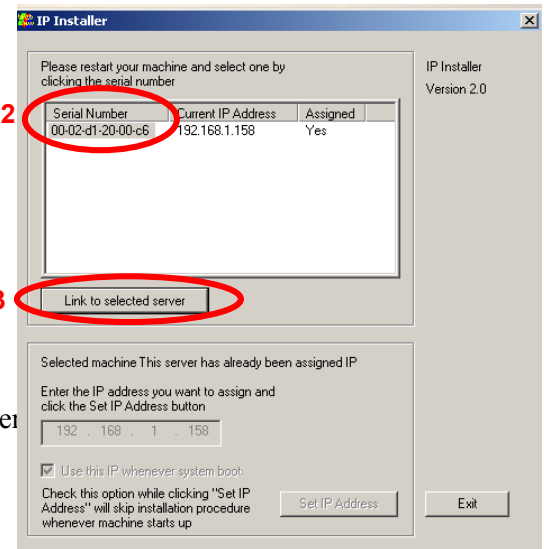 IP Installer
Please restart your machine and select one by
clicking the serial number
IP Installer
Version 2.0
2
Serial Number Current IP Address Assigned
00-02-d1-20-00-c6 192.168.1.158 Yes
Link to selected server
Selected machine This server has already been assigned IP
Enter the IP address you want to assign and
click the Set IP Address button
192 . 168 . 1 . 158
Use this IP whenever system boot:
Check this option while clicking "Set IP
Address" will skip installation procedure
whenever machine starts up
Set IP Address
Exit